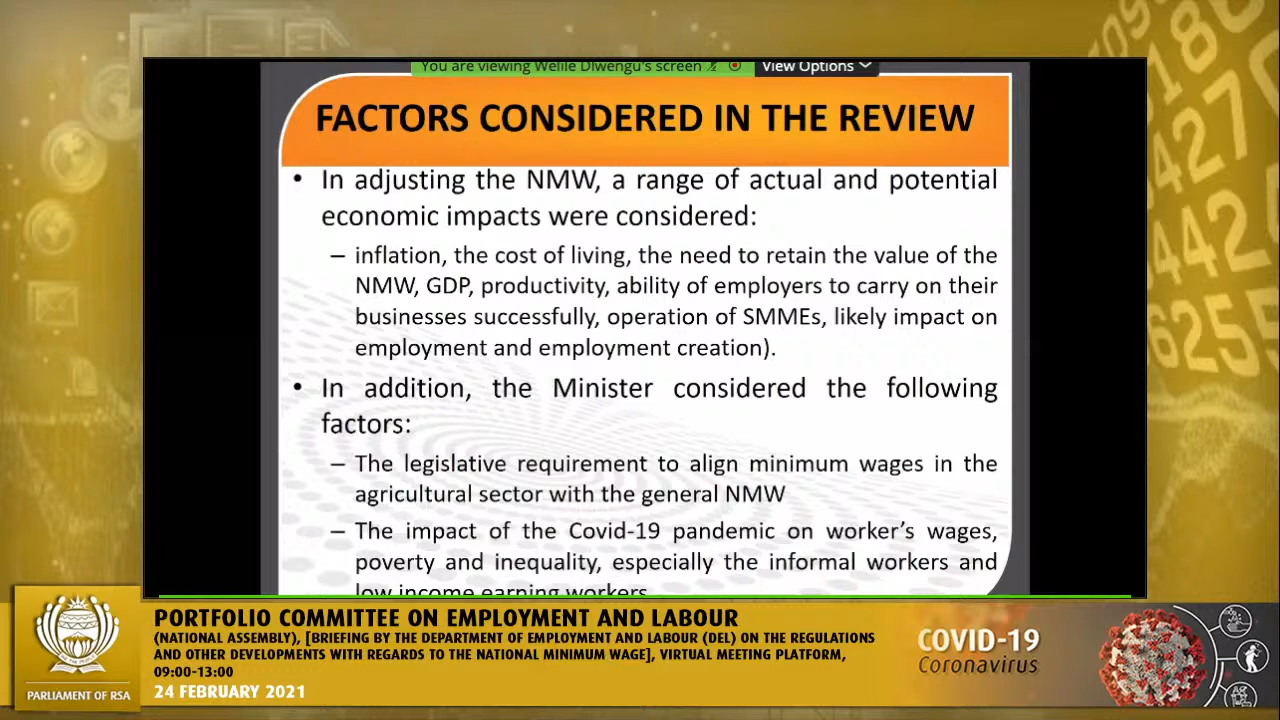 You are viewing Welile Dlwengu's screen
View Options
FACTORS CONSIDERED IN THE REVIEW
• In adjusting the NMW, a range of actual and potential
economic impacts were considered:
– inflation, the cost of living, the need to retain the value of the
NMW, GDP, productivity, ability of employers to carry on their
businesses successfully, operation of SMMEs, likely impact on
employment and employment creation).
• In addition, the Minister considered the following
factors:
– The legislative requirement to align minimum wages in the
agricultural sector with the general NMW
– The impact of the Covid-19 pandemic on worker's wages,
poverty and inequality, especially the informal workers and
low income earning workers
PORTFOLIO COMMITTEE ON EMPLOYMENT AND LABOUR
(NATIONAL ASSEMBLY), [BRIEFING BY THE DEPARTMENT OF EMPLOYMENT AND LABOUR (DEL) ON THE REGULATIONS
AND OTHER DEVELOPMENTS WITH REGARDS TO THE NATIONAL MINIMUM WAGE], VIRTUAL MEETING PLATFORM,
09:00-13:00
24 FEBRUARY 2021
PARLIAMENT OF RSA
COVID-19
Coronavirus